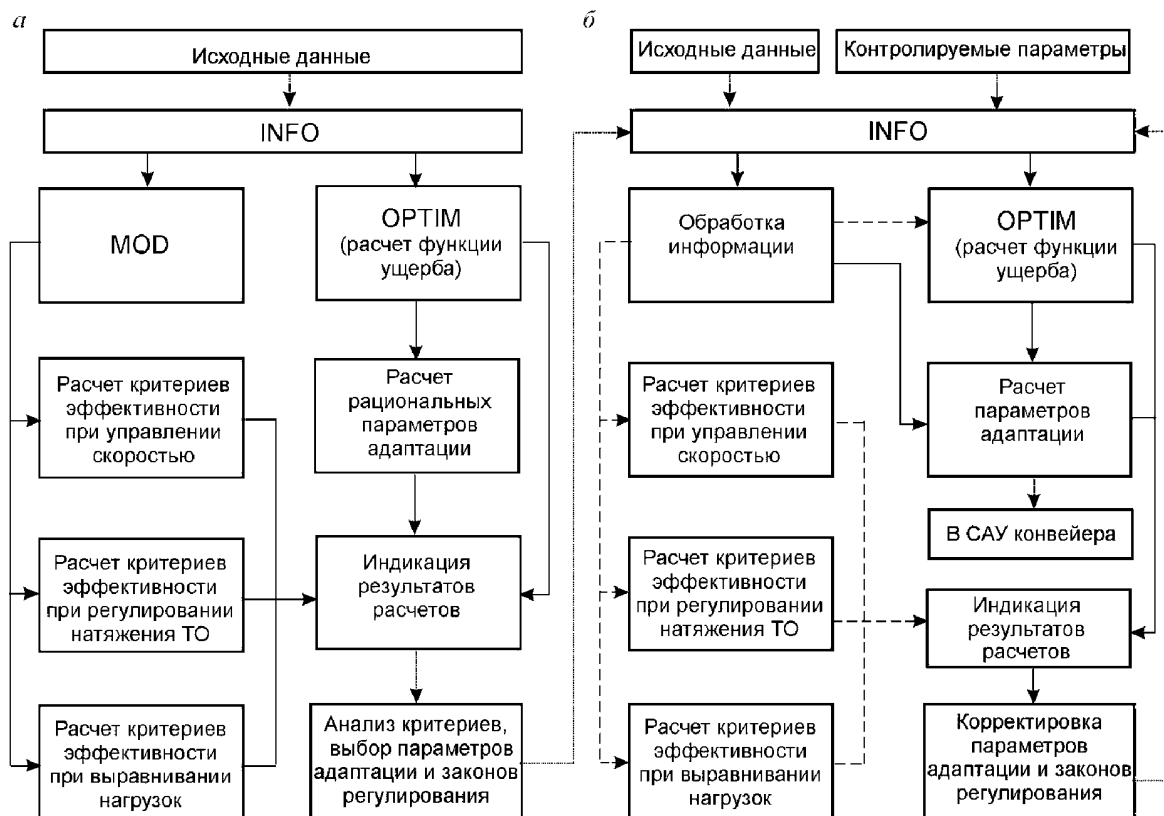 а
Исходные данные
INFO
MOD
OPTIM
(расчет функции
ущерба)
Расчет критериев
эффективности
при управлении
скоростью
Расчет
рациональных
параметров
адаптации
Расчет критериев
эффективности
при регулировании
натяжения ТО
Индикация
результатов
расчетов
Расчет критериев
эффективности
при выравнивании
нагрузок
Анализ критериев,
выбор параметров
адаптации и законов
регулирования
б
Исходные данные
Контролируемые параметры
INFO
Обработка
информации
OPTIM
(расчет функции
ущерба)
Расчет критериев
эффективности
при управлении
скоростью
Расчет
параметров
адаптации
В САУ конвейера
Расчет критериев
эффективности
при регулировании
натяжения ТО
Индикация
результатов
расчетов
Расчет критериев
эффективности
при выравнивании
нагрузок
Корректировка
параметров
адаптации и законов
регулирования